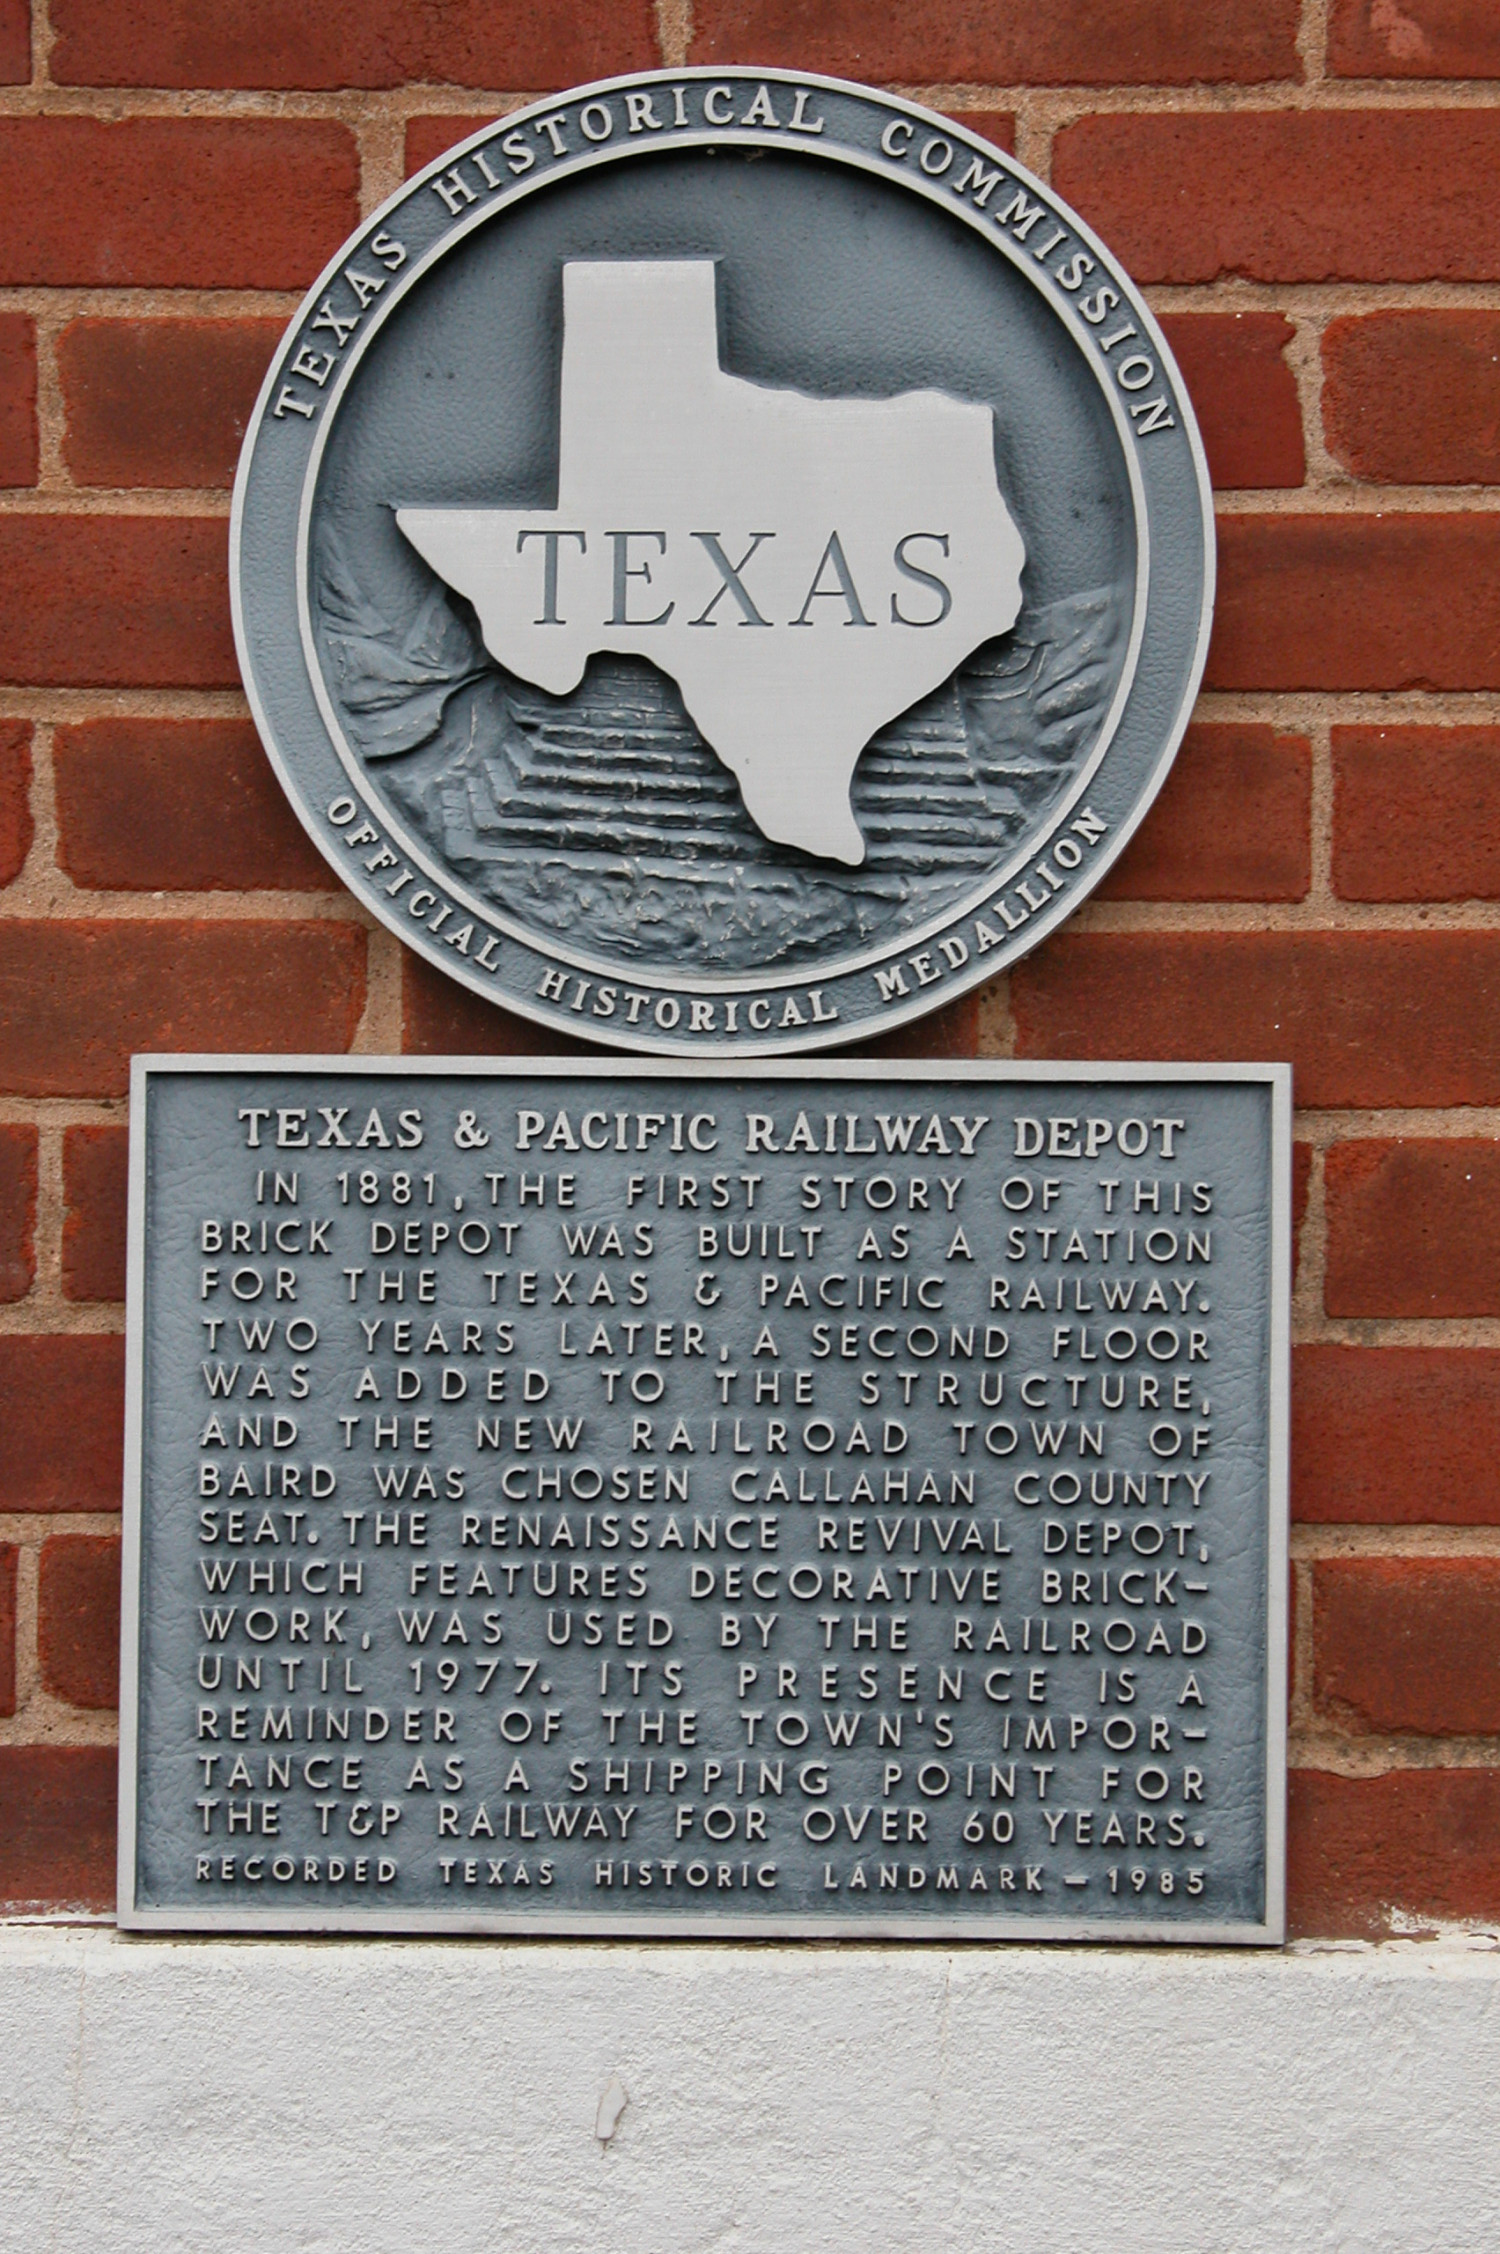 TEXAS HISTORICAL COMMISSION
TEXAS
OFFICIAL HISTORICAL MEDALLION
TEXAS & PACIFIC RAILWAY DEPOT
IN 1881, THE FIRST STORY OF THIS
BRICK DEPOT WAS BUILT AS A STATION
FOR THE TEXAS & PACIFIC RAILWAY.
TWO YEARS LATER, A SECOND FLOOR
WAS ADDED TO THE STRUCTURE,
AND THE NEW RAILROAD TOWN OF
BAIRD WAS CHOSEN CALLAHAN COUNTY
SEAT. THE RENAISSANCE REVIVAL DEPOT,
WHICH FEATURES DECORATIVE BRICK-
WORK, WAS USED BY THE RAILROAD
UNTIL 1977. ITS PRESENCE IS A
REMINDER OF THE TOWN'S IMPOR-
TANCE AS A SHIPPING POINT FOR
THE T&P RAILWAY FOR OVER 60 YEARS.
RECORDED TEXAS HISTORIC LANDMARK - 1985